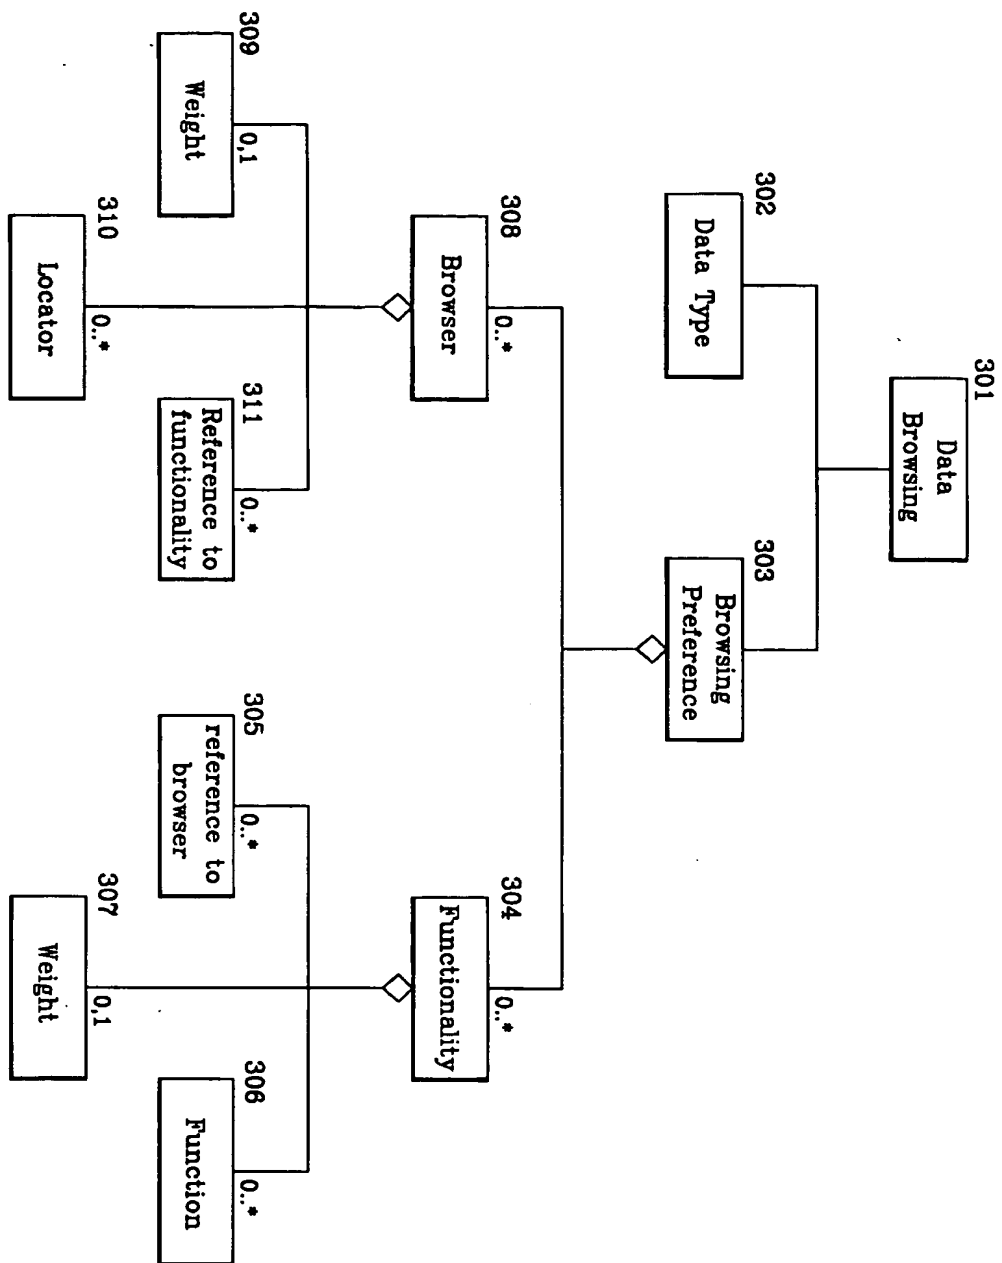 301
Data
Browsing
302
Data Type
303
Browsing
Preference
308
Browser
0..*
304
Functionality
0..*
309
Weight
0,1
310
Locator
0..*
311
Reference to
functionality
0..*
305
reference to
browser
0..*
307
Weight
0,1
306
Function
0..*